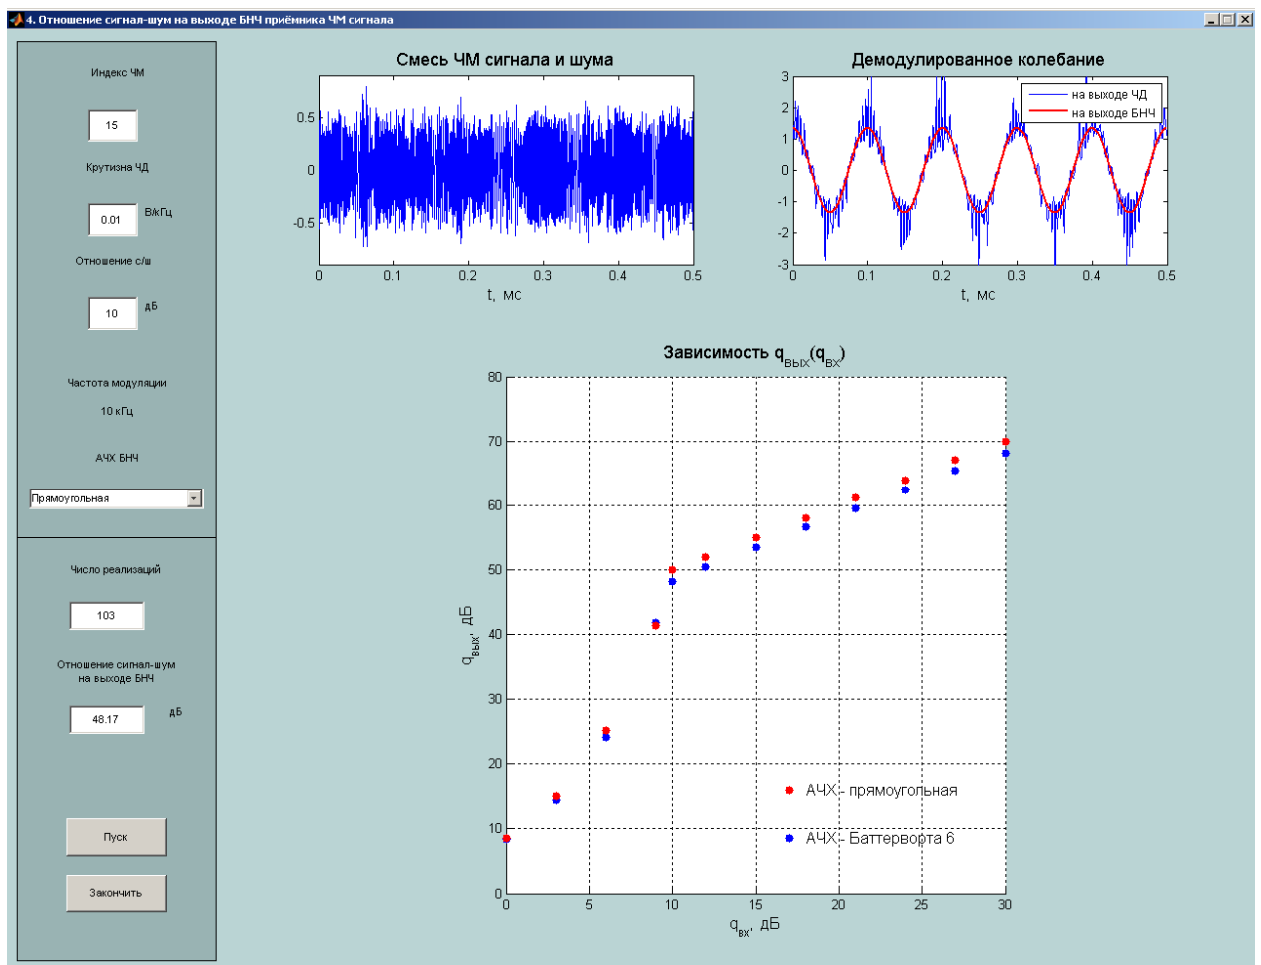 4. Отношение сигнал-шум на выходе БНЧ приёмника ЧМ сигнала
Индекс ЧМ
15
Крутизна ЧД
0.01 В/кГц
Отношение с/ш
10 дБ
Частота модуляции
10 кГц
АЧХ БНЧ
Прямоугольная
Число реализаций
103
Отношение сигнал-шум
на выходе БНЧ
48.17 дБ
Пуск
Закончить
Смесь ЧМ сигнала и шума
0.5
0
-0.5
0 0.1 0.2 0.3 0.4 0.5
t, мс
Демодулированное колебание
на выходе ЧД
на выходе БНЧ
3
2
1
0
-1
-2
-3
0 0.1 0.2 0.3 0.4 0.5
t, мс
Зависимость qвых(qвх)
80
70
60
50
40
30
20
10
0
qвых, дБ
АЧХ - прямоугольная
АЧХ - Баттерворта 6
0 5 10 15 20 25 30
qвх, дБ